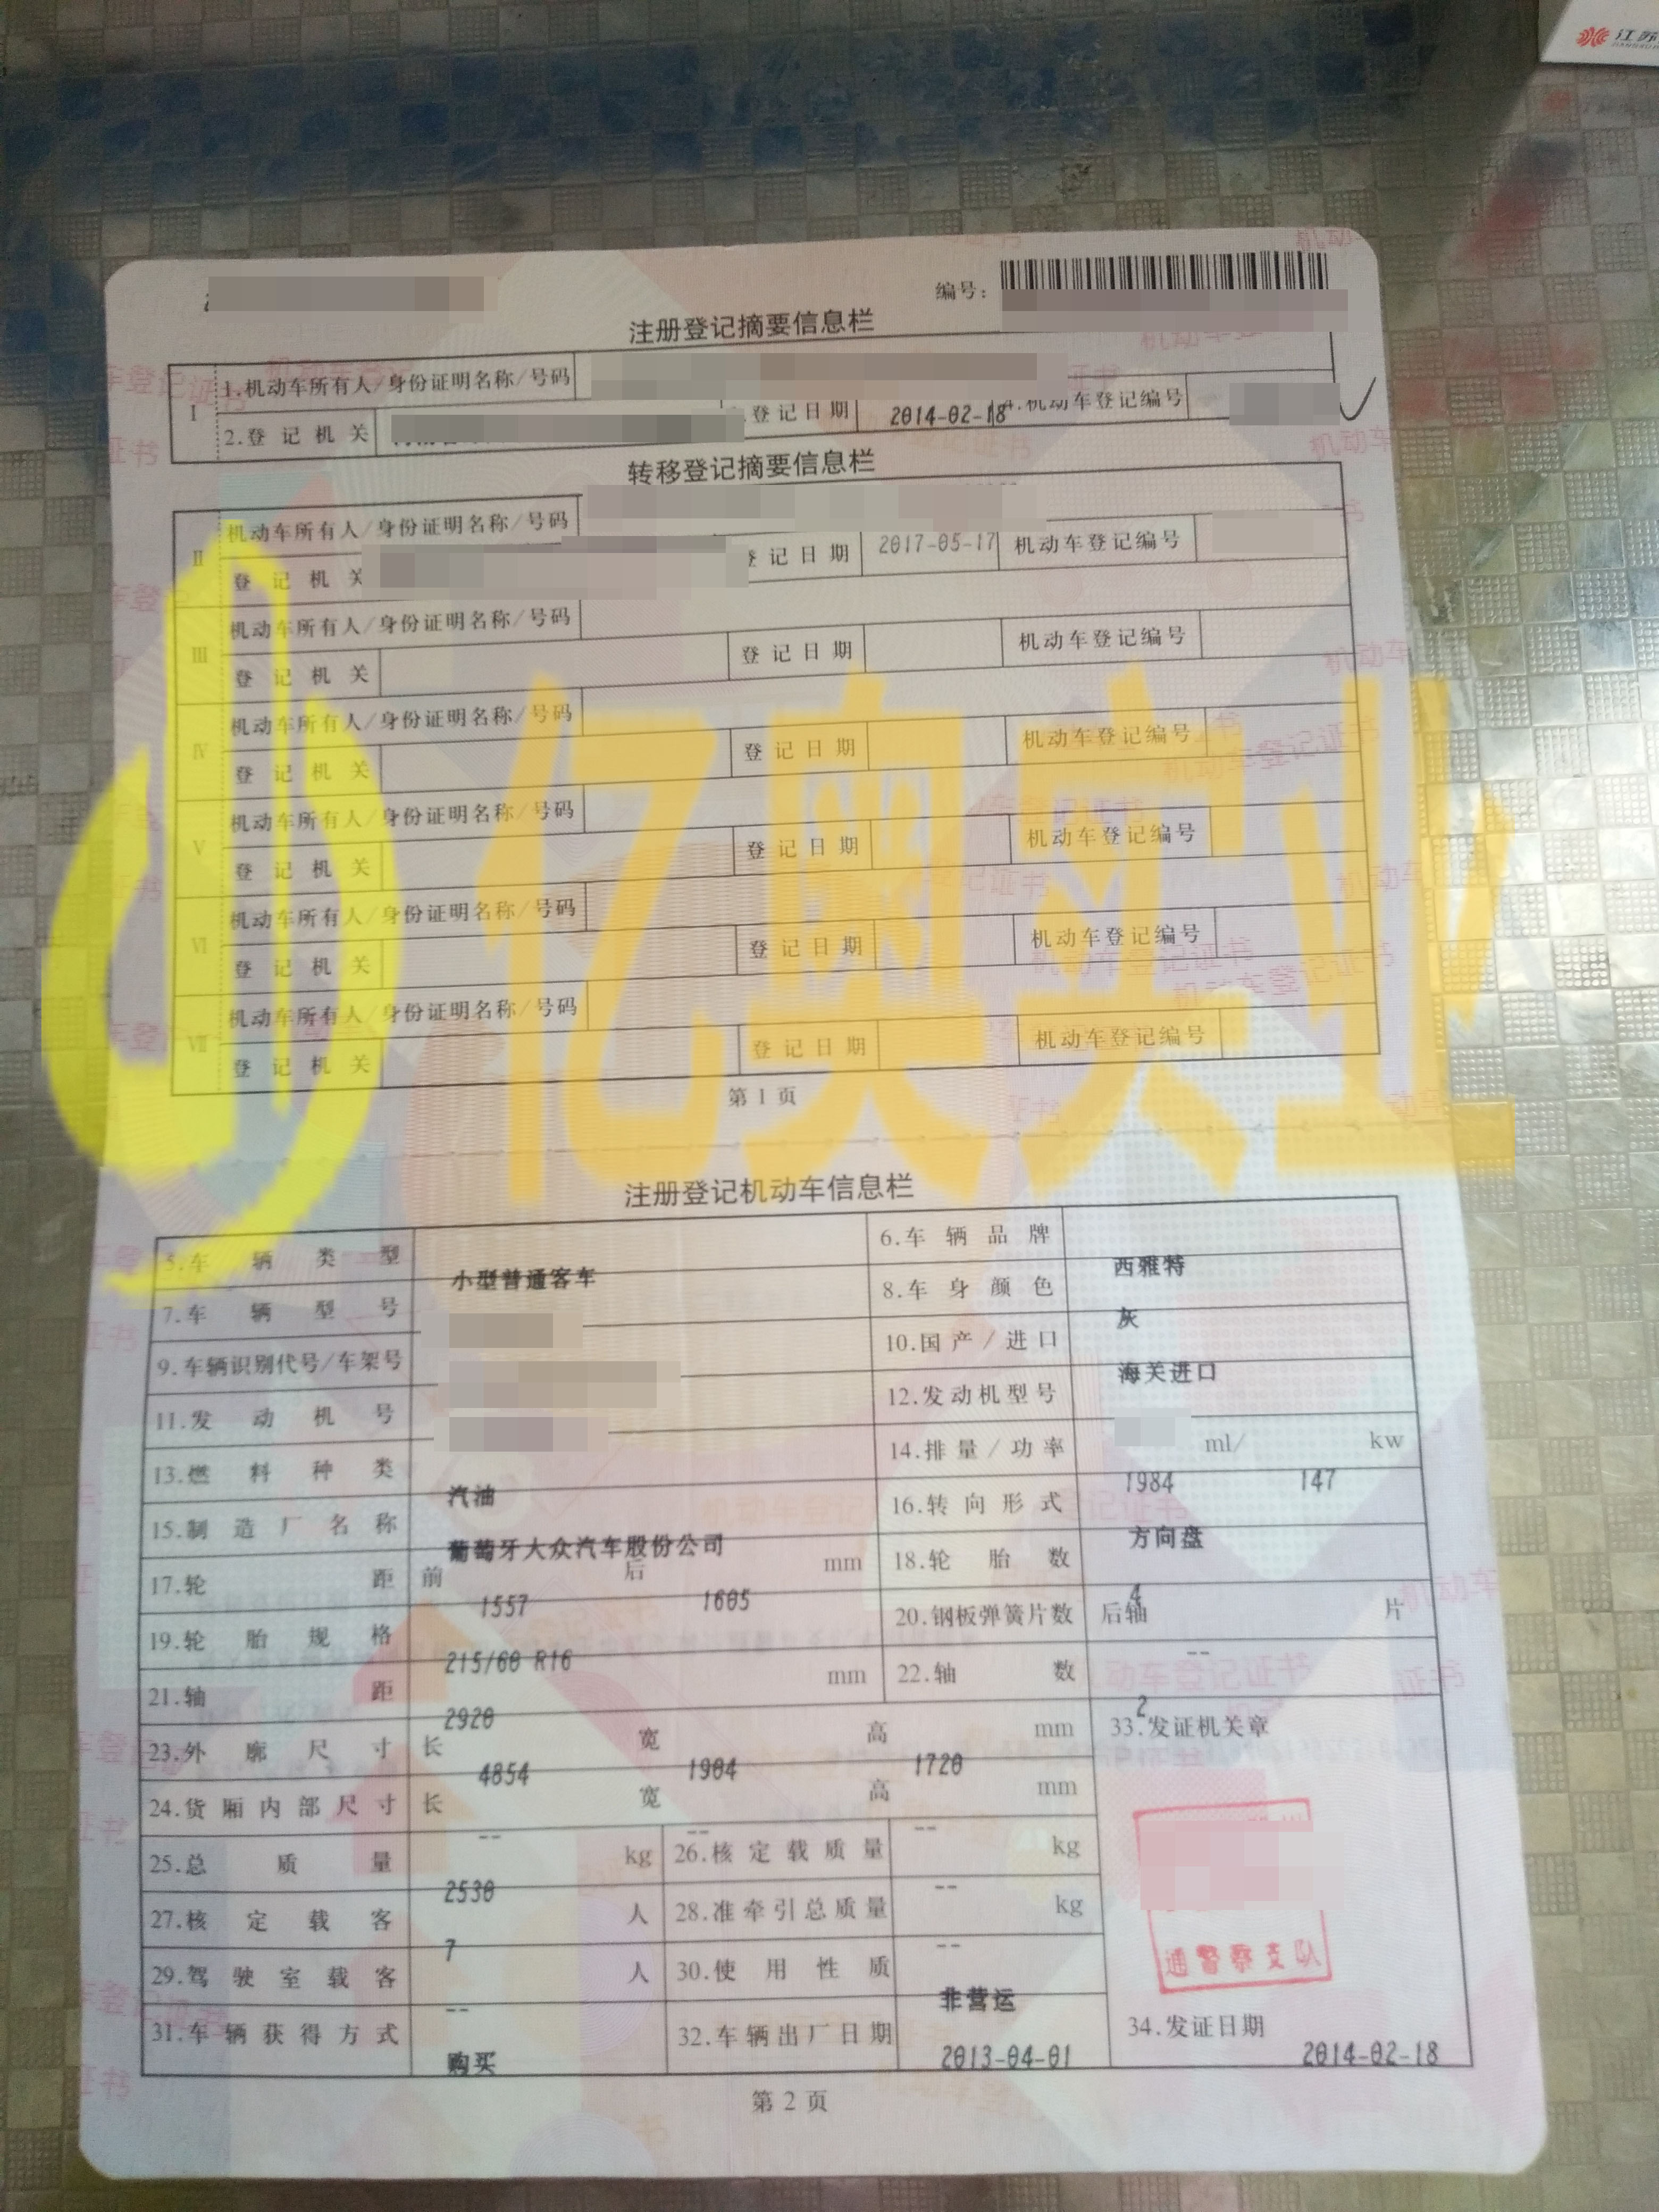 江苏
编号：
注册登记摘要信息栏
Ⅰ 1.机动车所有人/身份证明名称/号码
2.登记机关 登记日期 2014-02-18 4.机动车登记编号
转移登记摘要信息栏
Ⅱ 机动车所有人/身份证明名称/号码
登记机关 登记日期 2017-05-17 机动车登记编号
Ⅲ 机动车所有人/身份证明名称/号码
登记机关 登记日期 机动车登记编号
Ⅳ 机动车所有人/身份证明名称/号码
登记机关 登记日期 机动车登记编号
Ⅴ 机动车所有人/身份证明名称/号码
登记机关 登记日期 机动车登记编号
Ⅵ 机动车所有人/身份证明名称/号码
登记机关 登记日期 机动车登记编号
Ⅶ 机动车所有人/身份证明名称/号码
登记机关 登记日期 机动车登记编号
第1页
亿奥实业
注册登记机动车信息栏
5.车辆类型 小型普通客车 6.车辆品牌 西雅特
7.车辆型号 8.车身颜色 灰
9.车辆识别代号/车架号 10.国产/进口 海关进口
11.发动机号 12.发动机型号
13.燃料种类 汽油 14.排量/功率 1984 ml/ 147 kw
15.制造厂名称 葡萄牙大众汽车股份公司 16.转向形式 方向盘
17.轮距 前 1557 后 1605 mm 18.轮胎数 4
19.轮胎规格 215/60 R16 20.钢板弹簧片数 后轴 -- 片
21.轴距 2920 mm 22.轴数 2
23.外廓尺寸 长 4854 宽 1904 高 1720 mm 33.发证机关章
24.货厢内部尺寸 长 -- 宽 -- 高 -- mm
25.总质量 2530 kg 26.核定载质量 -- kg
27.核定载客 7 人 28.准牵引总质量 -- kg
通警察支队
29.驾驶室载客 -- 人 30.使用性质 非营运
31.车辆获得方式 购买 32.车辆出厂日期 2013-04-01 34.发证日期 2014-02-18
第2页